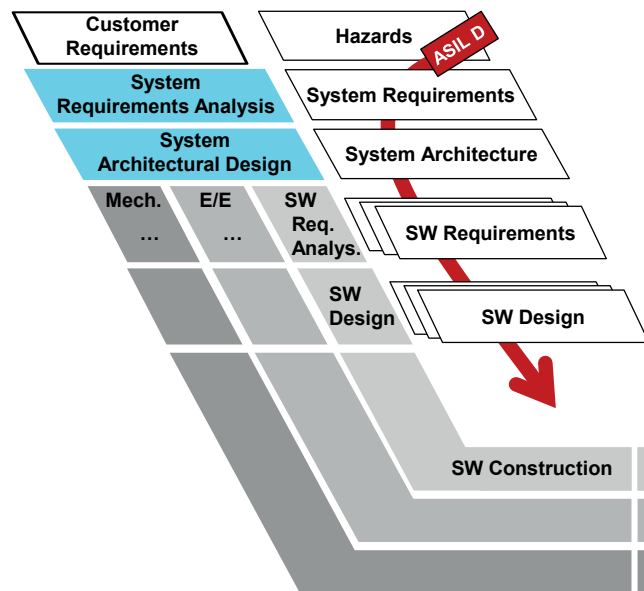 Customer
Requirements
Hazards
ASIL D
System
Requirements Analysis
System Requirements
System
Architectural Design
System Architecture
Mech.
...
E/E
...
SW
Req.
Analys.
SW Requirements
SW
Design
SW Design
SW Construction